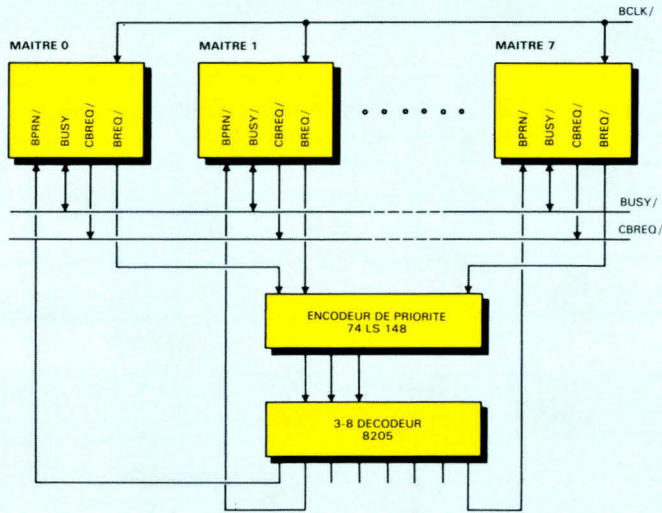 BCLK/
MAITRE 0
MAITRE 1
MAITRE 7
BPRN/
BUSY
CBREQ/
BREQ/
BPRN/
BUSY/
CBREQ/
BREQ/
BPRN/
BUSY/
CBREQ/
BREQ/
BUSY/
CBREQ/
ENCODEUR DE PRIORITE
74 LS 148
3-8 DECODEUR
8205